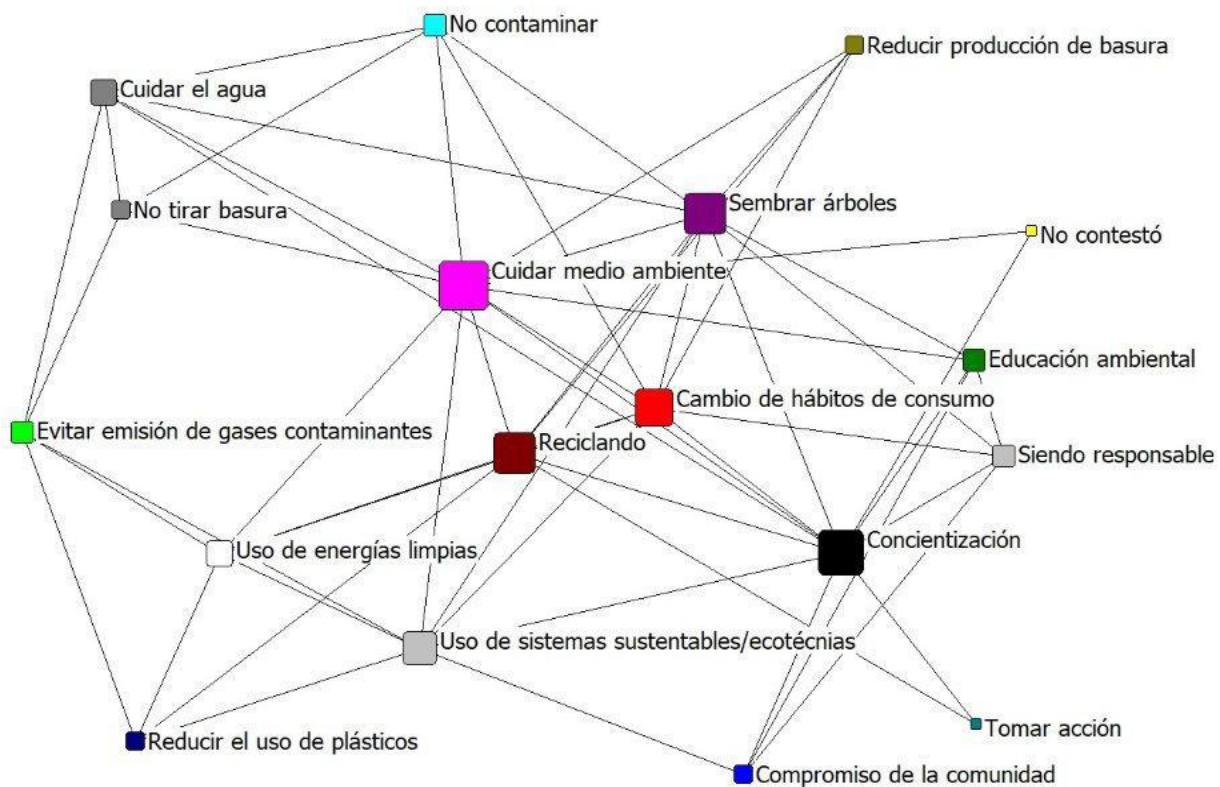 No contaminar
Reducir producción de basura
Cuidar el agua
Sembrar árboles
No tirar basura
No contestó
Cuidar medio ambiente
Educación ambiental
Cambio de hábitos de consumo
Evitar emisión de gases contaminantes
Reciclando
Siendo responsable
Concientización
Uso de energías limpias
Uso de sistemas sustentables/ecotécnias
Tomar acción
Reducir el uso de plásticos
Compromiso de la comunidad